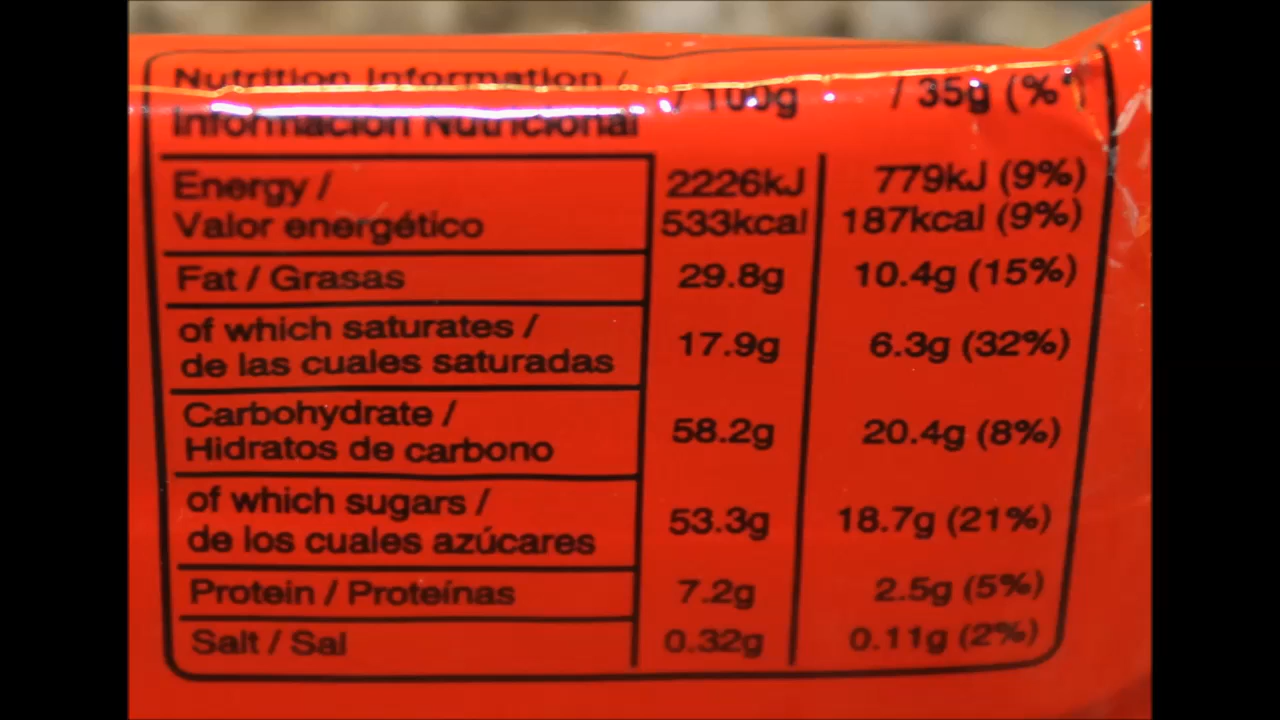 Nutrition Information / / 100g / 35g (%*)
Información Nutricional
Energy / 2226kJ 779kJ (9%)
Valor energético 533kcal 187kcal (9%)
Fat / Grasas 29.8g 10.4g (15%)
of which saturates /
de las cuales saturadas 17.9g 6.3g (32%)
Carbohydrate /
Hidratos de carbono 58.2g 20.4g (8%)
of which sugars /
de los cuales azúcares 53.3g 18.7g (21%)
Protein / Proteínas 7.2g 2.5g (5%)
Salt / Sal 0.32g 0.11g (2%)